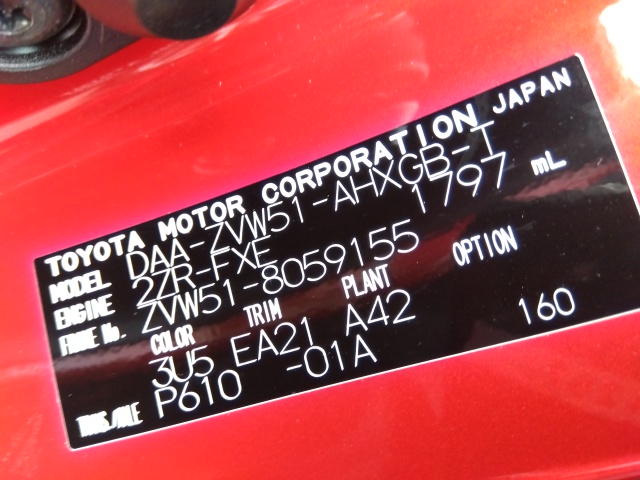 TOYOTA MOTOR CORPORATION JAPAN
MODEL DAA-ZVW51-AHXGB-T
ENGINE 2ZR-FXE 1797 mL
FRAME No. ZVW51-8059155
COLOR TRIM PLANT OPTION
3U5 EA21 A42
TRANS/AXLE P610 -01A 160